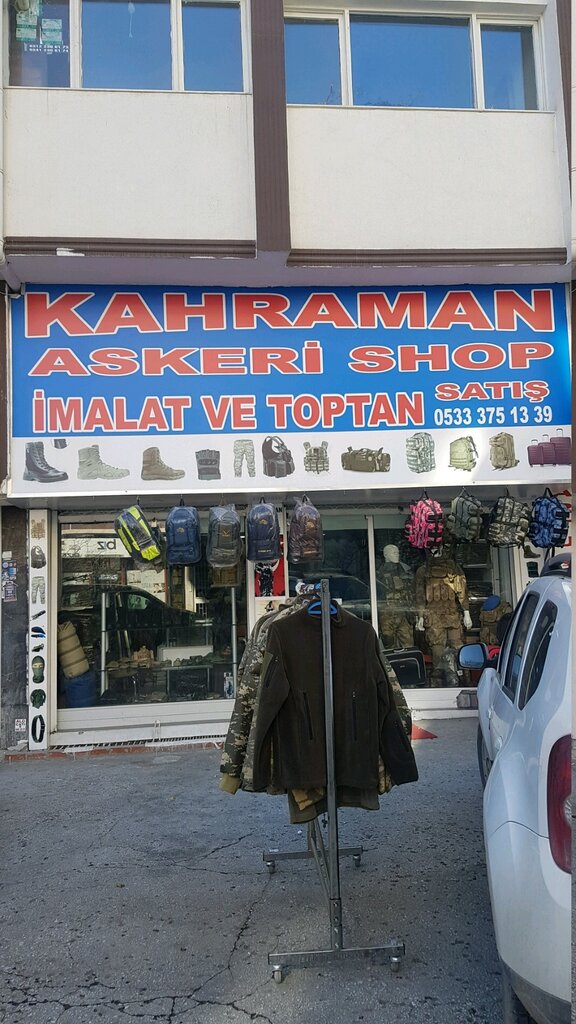 KAHRAMAN
ASKERİ SHOP
İMALAT VE TOPTAN SATIŞ
0533 375 13 39